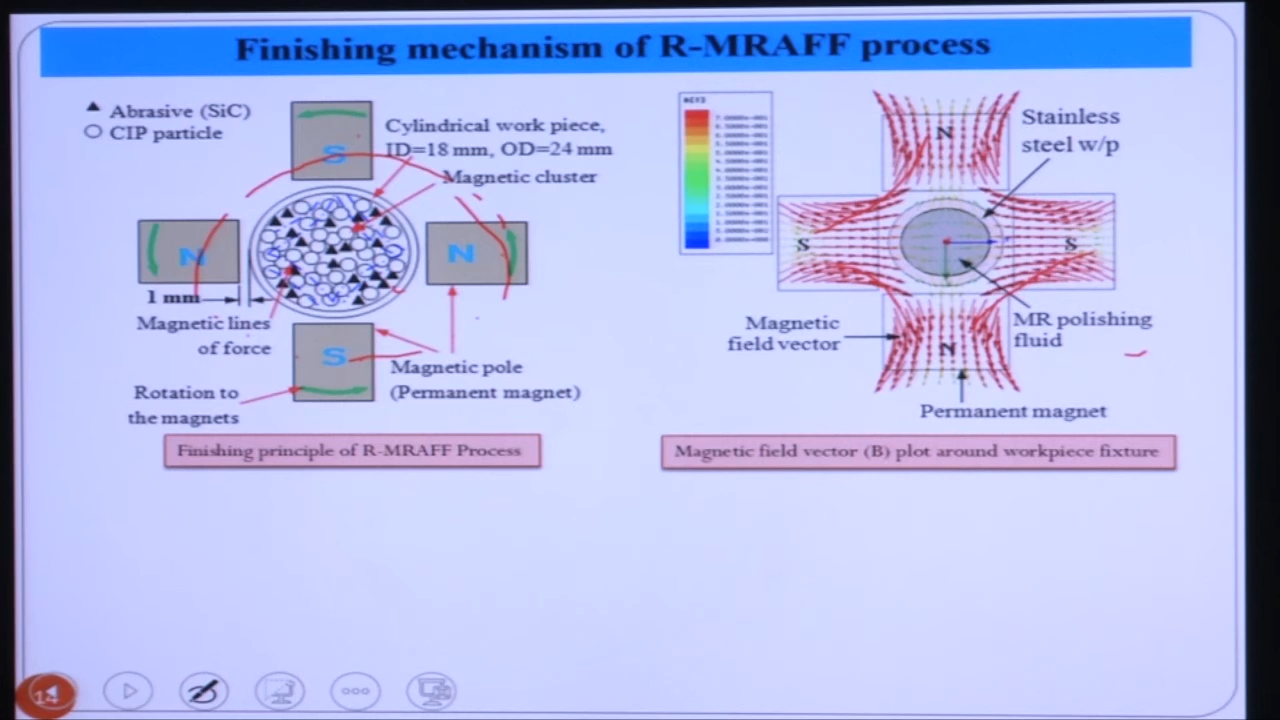 Finishing mechanism of R-MRAFF process
Abrasive (SiC)
CIP particle
S
Cylindrical work piece,
ID=18 mm, OD=24 mm
Magnetic cluster
N
N
1 mm
Magnetic lines
of force
S
Magnetic pole
(Permanent magnet)
Rotation to
the magnets
Finishing principle of R-MRAFF Process
N
Stainless
steel w/p
S
S
Magnetic
field vector
N
MR polishing
fluid
Permanent magnet
Magnetic field vector (B) plot around workpiece fixture
14